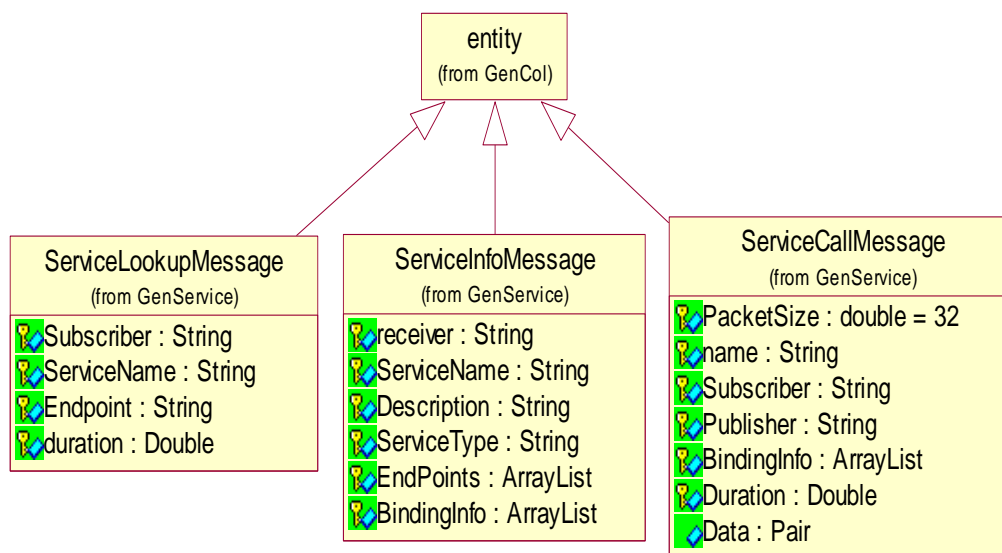 entity
(from GenCol)
ServiceLookupMessage
(from GenService)
Subscriber : String
ServiceName : String
Endpoint : String
duration : Double
ServiceInfoMessage
(from GenService)
receiver : String
ServiceName : String
Description : String
ServiceType : String
EndPoints : ArrayList
BindingInfo : ArrayList
ServiceCallMessage
(from GenService)
PacketSize : double = 32
name : String
Subscriber : String
Publisher : String
BindingInfo : ArrayList
Duration : Double
Data : Pair